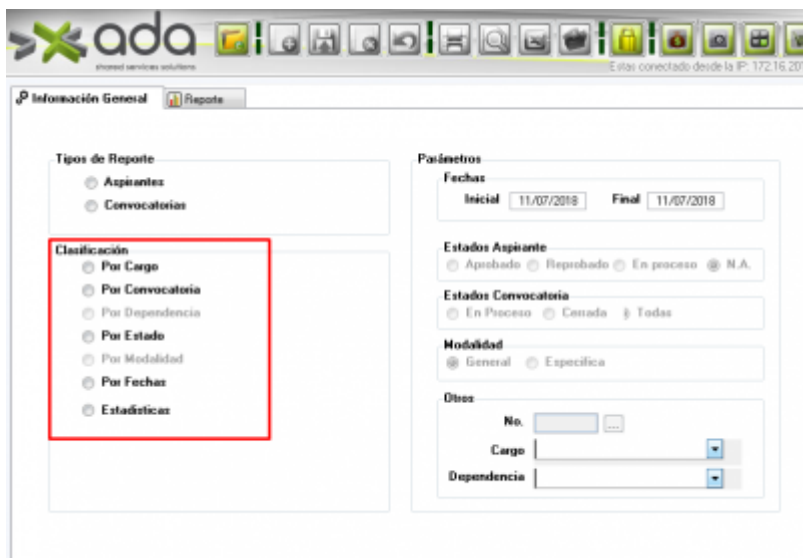 ada
shared services solutions
Estas conectado desde la IP: 172.16.20
Información General
Reporte
Tipos de Reporte
Aspirantes
Convocatorias
Clasificación
Por Cargo
Por Convocatoria
Por Dependencia
Por Estado
Por Modalidad
Por Fechas
Estadísticas
Parámetros
Fechas
Inicial 11/07/2018 Final 11/07/2018
Estados Aspirante
Aprobado Reprobado En proceso N.A.
Estados Convocatoria
En Proceso Cerrada Todas
Modalidad
General Especifica
Otros
No. ...
Cargo
Dependencia